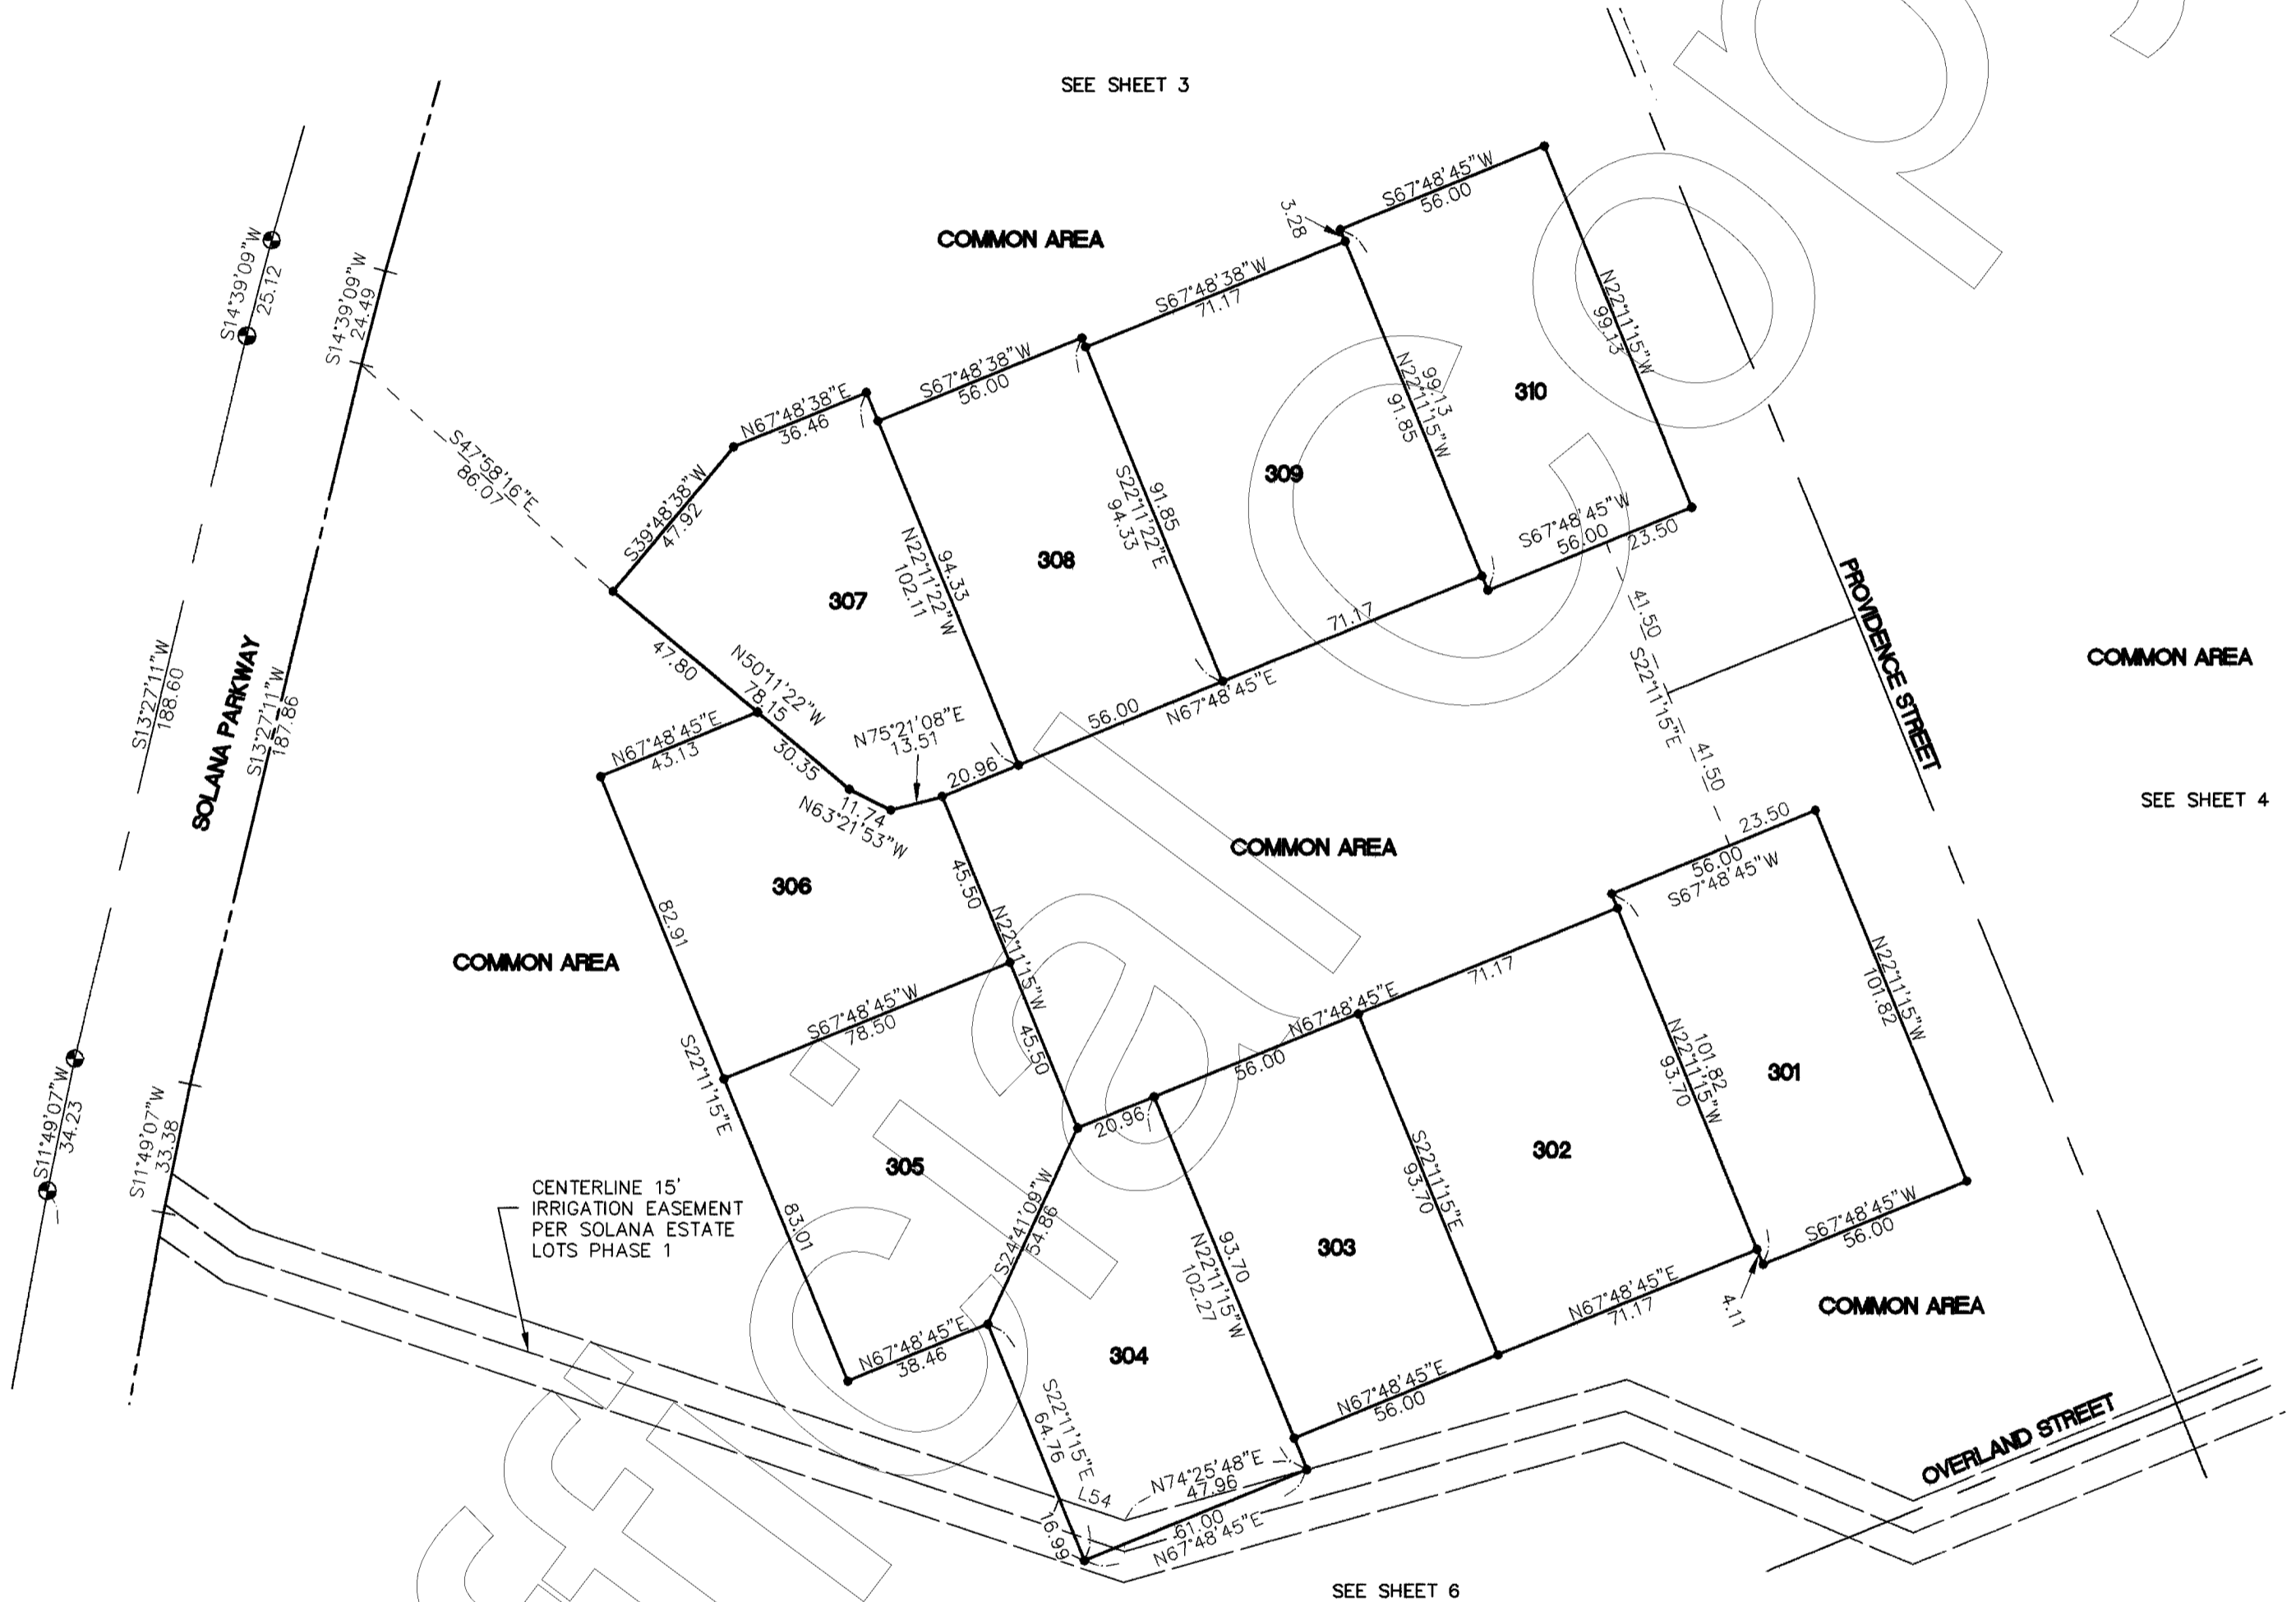 SEE SHEET 3
COMMON AREA
S14°39'09"W
25.12
S14°39'09"W
24.49
S47°58'16"E
86.07
S13°27'11"W
188.60
SOLANA PARKWAY
S13°27'11"W
187.86
S11°49'07"W
34.23
S11°49'07"W
33.38
S67°48'45"W
56.00
3.28
S67°48'38"W
71.17
S67°48'38"W
56.00
N67°48'38"E
36.46
S39°48'38"W
47.92
N22°11'15"W
99.13
99.13
N22°11'15"W
91.85
310
309
308
307
91.85
S22°11'22"E
94.33
94.33
N22°11'22"W
102.11
S67°48'45"W
56.00
23.50
71.17
N67°48'45"E
56.00
20.96
47.80
N50°11'22"W
78.15
30.35
N75°21'08"E
13.51
11.74
N63°21'53"W
N67°48'45"E
43.13
41.50
S22°11'15"E
41.50
PROVIDENCE STREET
COMMON AREA
SEE SHEET 4
COMMON AREA
306
82.91
COMMON AREA
45.50
N22°11'15"W
45.50
S67°48'45"W
78.50
S22°11'15"E
305
83.01
S24°41'09"W
54.86
N67°48'45"E
38.46
23.50
56.00
S67°48'45"W
71.17
N67°48'45"E
56.00
20.96
N22°11'15"W
101.82
101.82
N22°11'15"W
93.70
301
302
303
304
S22°11'15"E
93.70
93.70
N22°11'15"W
102.27
S67°48'45"W
56.00
4.11
N67°48'45"E
71.17
N67°48'45"E
56.00
COMMON AREA
CENTERLINE 15'
IRRIGATION EASEMENT
PER SOLANA ESTATE
LOTS PHASE 1
S22°11'15"E
64.76
L54
16.99
N74°25'48"E
47.96
61.00
N67°48'45"E
OVERLAND STREET
SEE SHEET 6